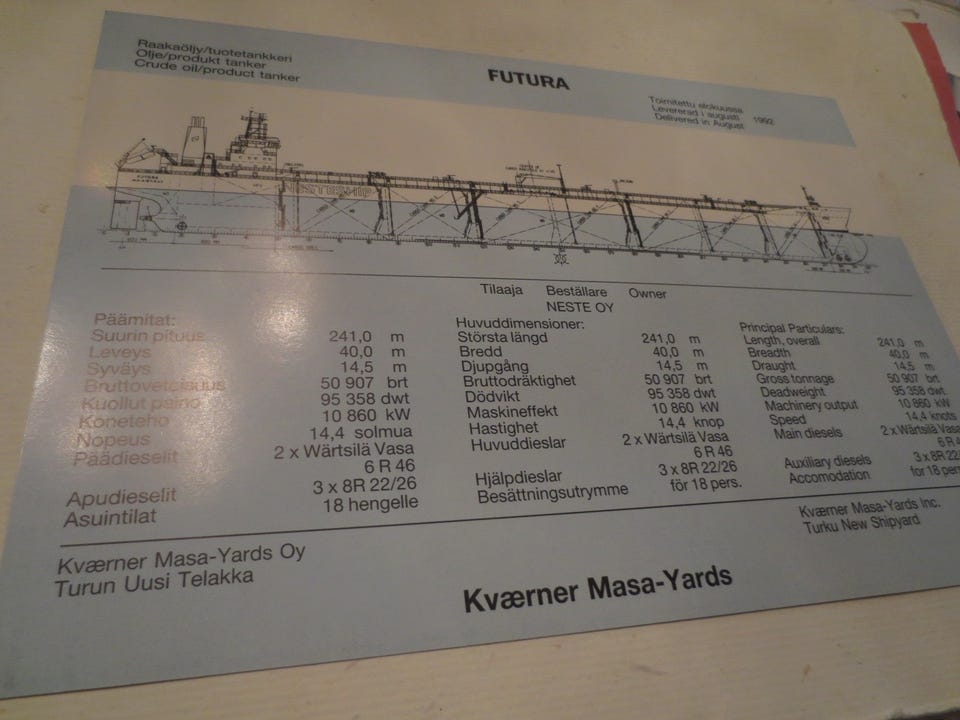 Raakaöljy/tuotetankkeri
Olje/produkt tanker
Crude oil/product tanker
FUTURA
Toimitettu elokuussa
Levererad i augusti 1992
Delivered in August
FUTURA
NESTESHIP
Tilaaja Beställare Owner
NESTE OY
Päämitat:
Suurin pituus 241,0 m
Leveys 40,0 m
Syväys 14,5 m
Bruttovetoisuus 50 907 brt
Kuollut paino 95 358 dwt
Koneteho 10 860 kW
Nopeus 14,4 solmua
Päädieselit 2 x Wärtsilä Vasa
6 R 46
Apudieselit 3 x 8R 22/26
Asuintilat 18 hengelle
Huvuddimensioner:
Största längd 241,0 m
Bredd 40,0 m
Djupgång 14,5 m
Bruttodräktighet 50 907 brt
Dödvikt 95 358 dwt
Maskineffekt 10 860 kW
Hastighet 14,4 knop
Huvuddieslar 2 x Wärtsilä Vasa
6 R 46
Hjälpdieslar 3 x 8R 22/26
Besättningsutrymme för 18 pers.
Principal Particulars:
Length, overall 241,0 m
Breadth 40,0 m
Draught 14,5 m
Gross tonnage 50 907 brt
Deadweight 95 358 dwt
Machinery output 10 860 kW
Speed 14,4 knots
Main diesels 2 x Wärtsilä Vasa
6 R 4
Auxiliary diesels 3 x 8R 22/
Accomodation for 18 pers
Kværner Masa-Yards Oy
Turun Uusi Telakka
Kværner Masa-Yards Inc.
Turku New Shipyard
Kværner Masa-Yards